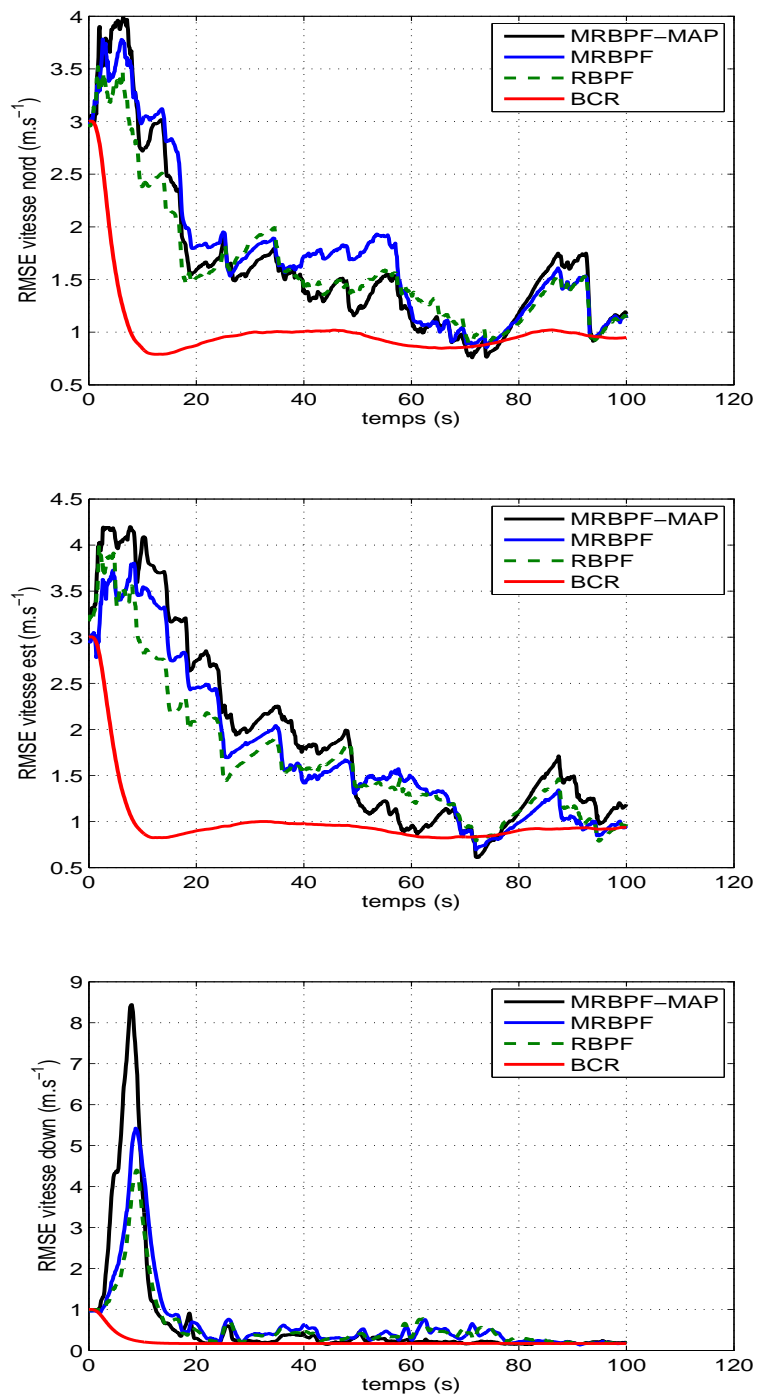 4
3.5
3
2.5
2
1.5
1
0.5
RMSE vitesse nord (m.s⁻¹)
MRBPF−MAP
MRBPF
RBPF
BCR
0 20 40 60 80 100 120
temps (s)
4.5
4
3.5
3
2.5
2
1.5
1
0.5
RMSE vitesse est (m.s⁻¹)
MRBPF−MAP
MRBPF
RBPF
BCR
0 20 40 60 80 100 120
temps (s)
9
8
7
6
5
4
3
2
1
0
RMSE vitesse down (m.s⁻¹)
MRBPF−MAP
MRBPF
RBPF
BCR
0 20 40 60 80 100 120
temps (s)